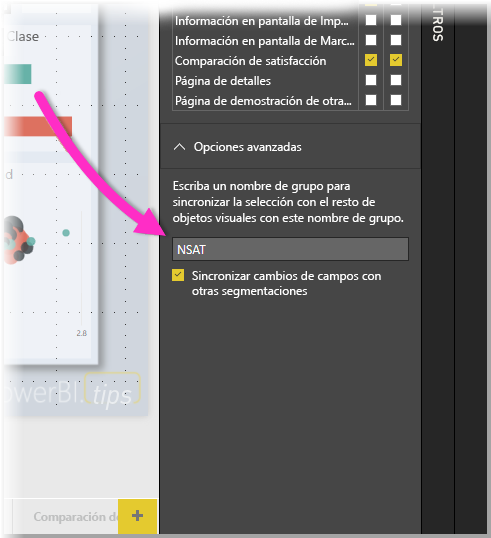 Información en pantalla de Imp...
Clase
Información en pantalla de Marc...
Comparación de satisfacción
Página de detalles
Página de demostración de otra...
TROS
Opciones avanzadas
Escriba un nombre de grupo para
sincronizar la selección con el resto de
objetos visuales con este nombre de grupo.
d
NSAT
Sincronizar cambios de campos con
otras segmentaciones
2.8
owerBI.tips
Comparación de